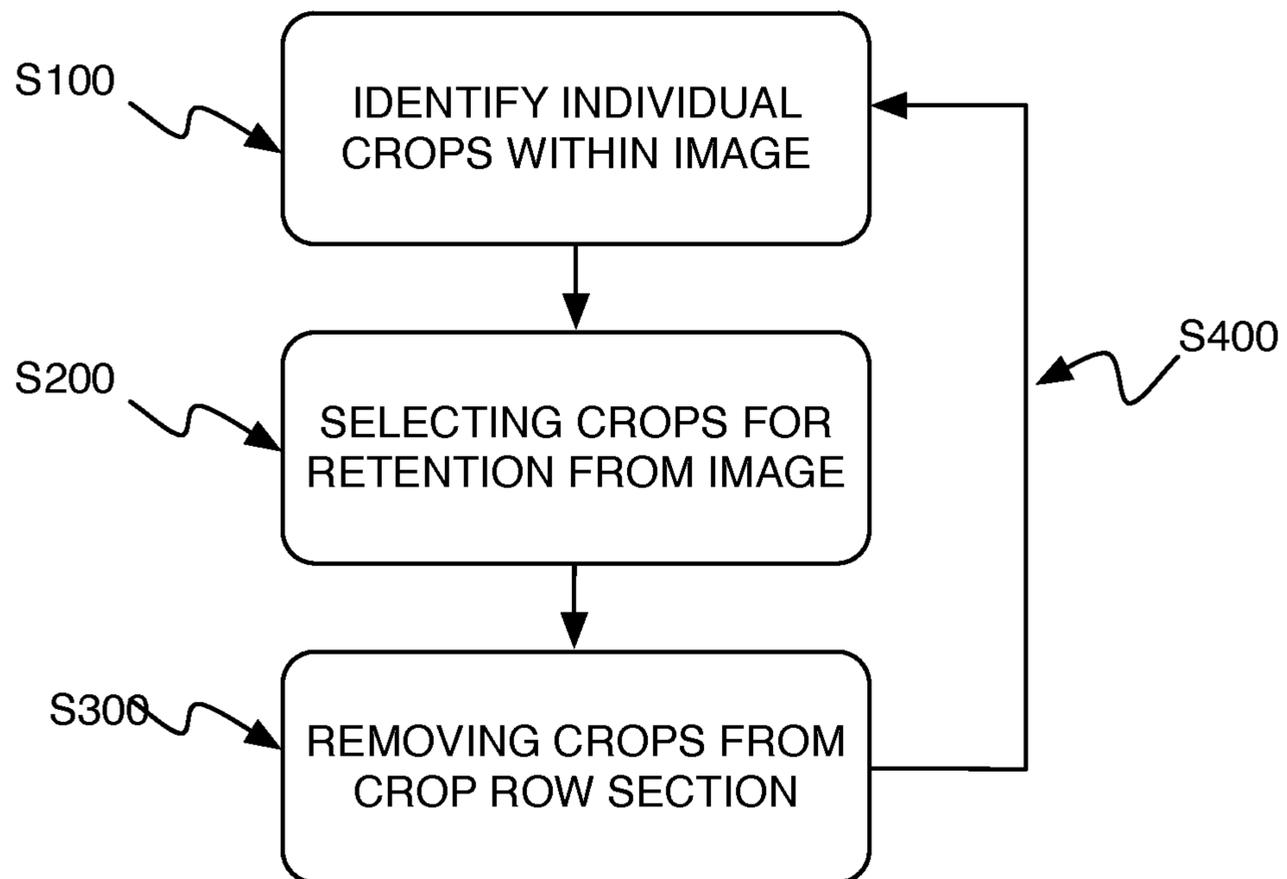 S100
IDENTIFY INDIVIDUAL
CROPS WITHIN IMAGE
S200
SELECTING CROPS FOR
RETENTION FROM IMAGE
S400
S300
REMOVING CROPS FROM
CROP ROW SECTION